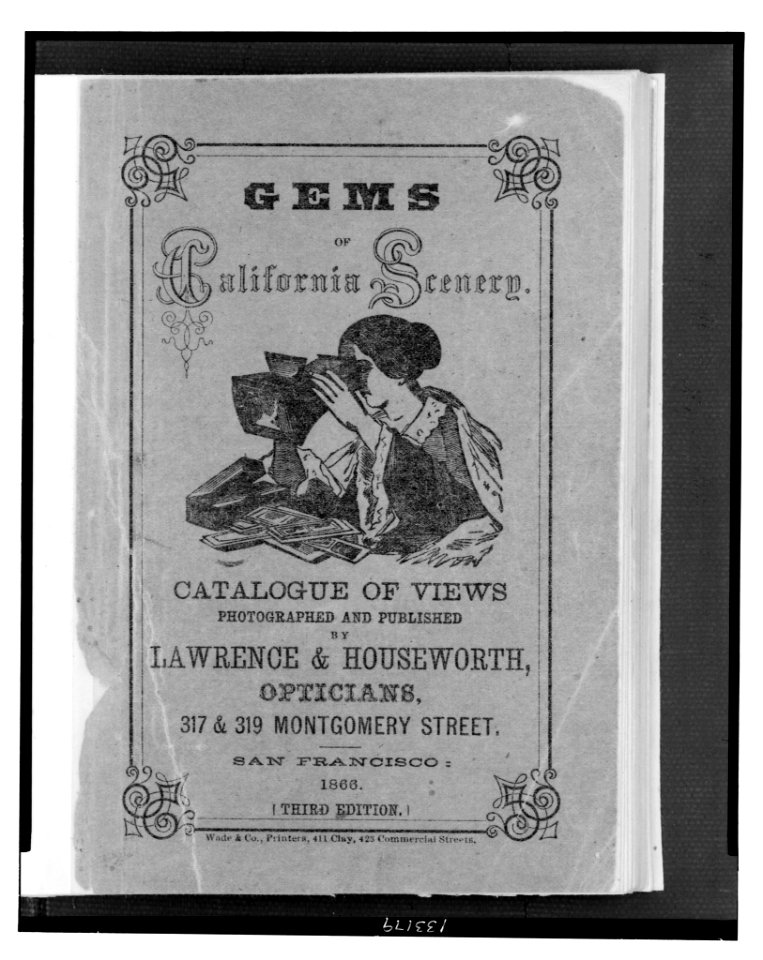 GEMS
OF
California Scenery.
CATALOGUE OF VIEWS
PHOTOGRAPHED AND PUBLISHED
BY
LAWRENCE & HOUSEWORTH,
OPTICIANS,
317 & 319 MONTGOMERY STREET.
SAN FRANCISCO:
1866.
[THIRD EDITION.]
Wade & Co., Printers, 411 Clay, 425 Commercial Streets.
133179